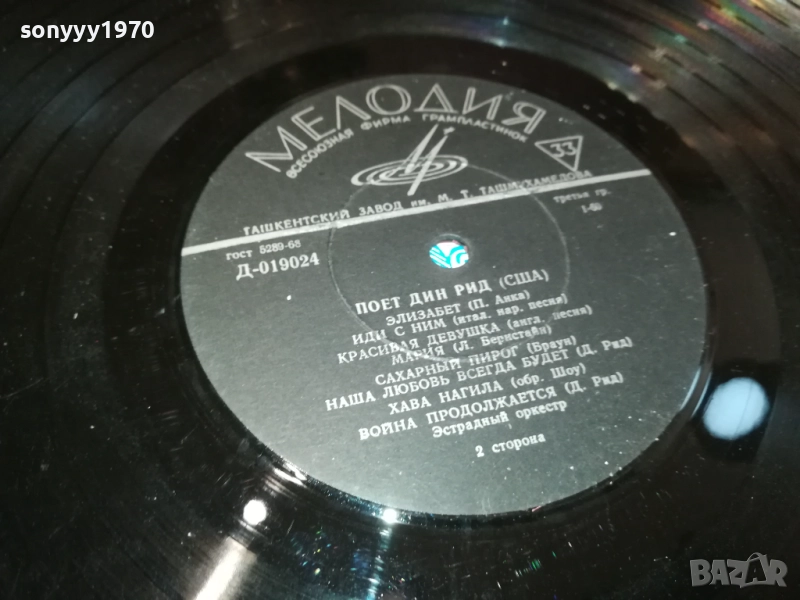 sonyyy1970
МЕЛОДИЯ
ВСЕСОЮЗНАЯ ФИРМА ГРАМПЛАСТИНОК
33
ТАШКЕНТСКИЙ ЗАВОД им. М. Т. ТАШМУХАМЕДОВА
ГОСТ 5289-68
третья гр.
Д-019024
ПОЕТ ДИН РИД (США)
ЭЛИЗАБЕТ (П. Анка)
ИДИ С НИМ (итал. нар. песня)
КРАСИВАЯ ДЕВУШКА (англ. песня)
МАРИЯ (Л. Бернстайн)
САХАРНЫЙ ПИРОГ (Браун)
НАША ЛЮБОВЬ ВСЕГДА БУДЕТ (Д. Рид)
ХАВА НАГИЛА (обр. Шоу)
ВОЙНА ПРОДОЛЖАЕТСЯ (Д. Рид)
Эстрадный оркестр
2 сторона
BAZAR